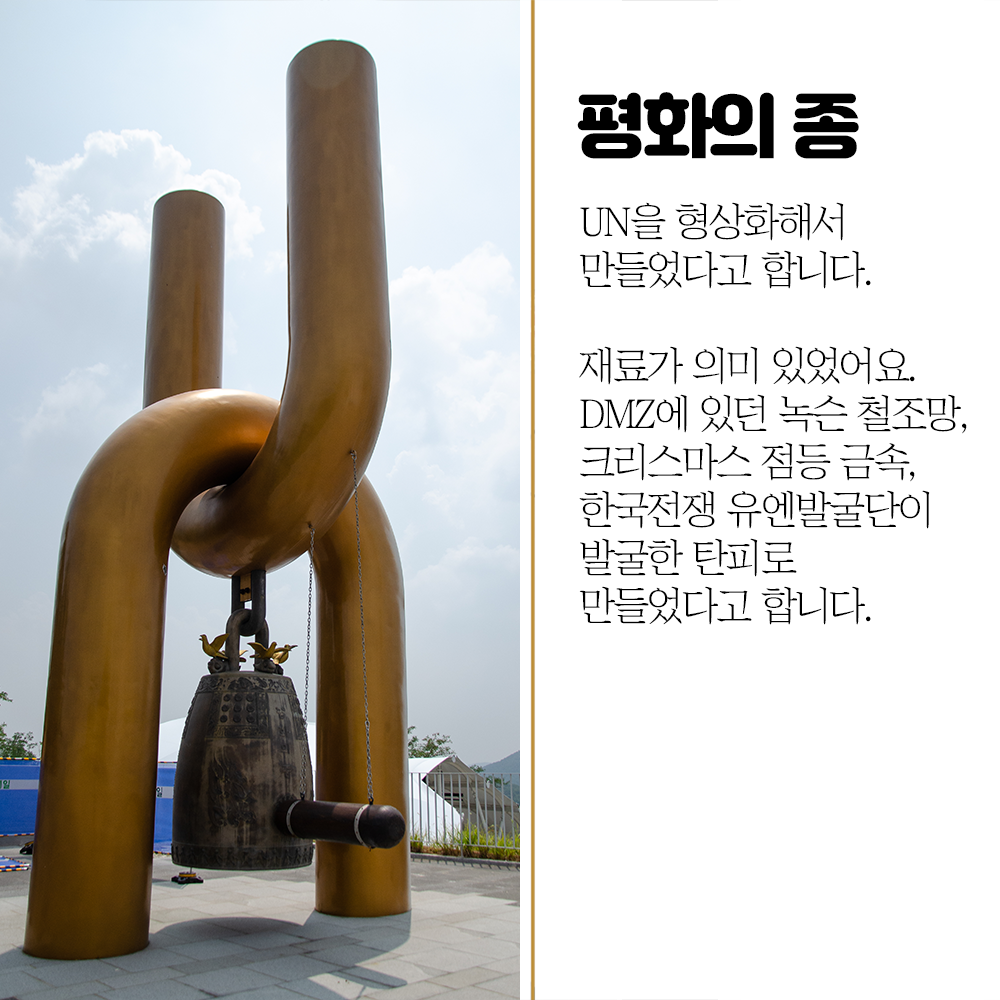 평화의 종
UN을 형상화해서
만들었다고 합니다.
재료가 의미 있었어요.
DMZ에 있던 녹슨 철조망,
크리스마스 점등 금속,
한국전쟁 유엔발굴단이
발굴한 탄피로
만들었다고 합니다.